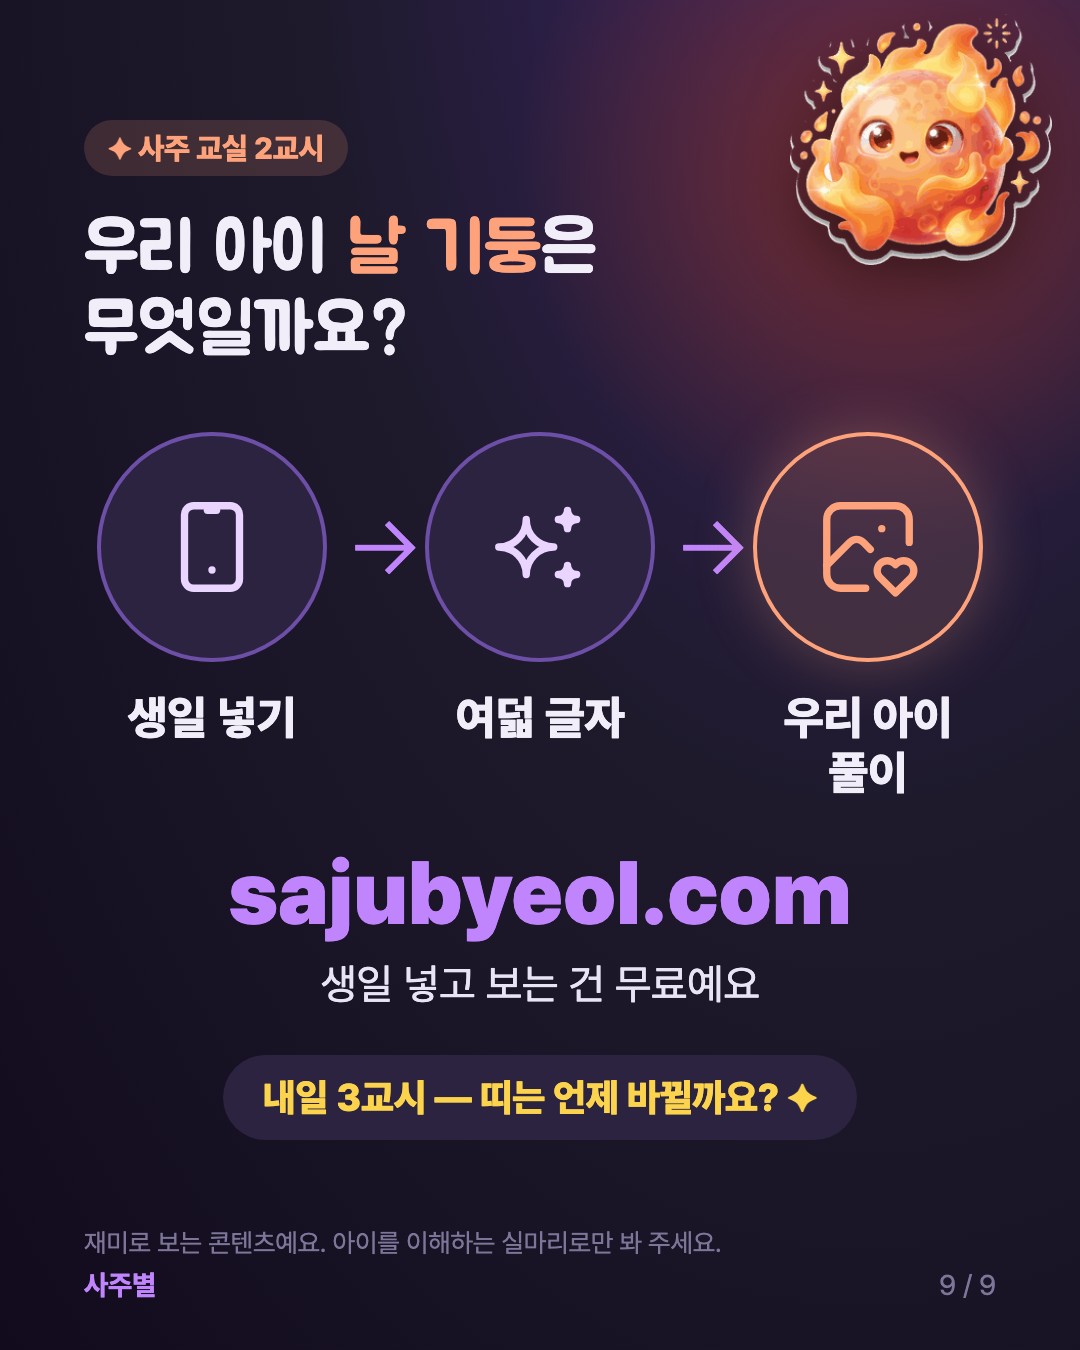 ✦ 사주 교실 2교시
우리 아이 날 기둥은
무엇일까요?
생일 넣기
여덟 글자
우리 아이
풀이
sajubyeol.com
생일 넣고 보는 건 무료예요
내일 3교시 — 띠는 언제 바뀔까요? ✦
재미로 보는 콘텐츠예요. 아이를 이해하는 실마리로만 봐 주세요.
사주별
9 / 9